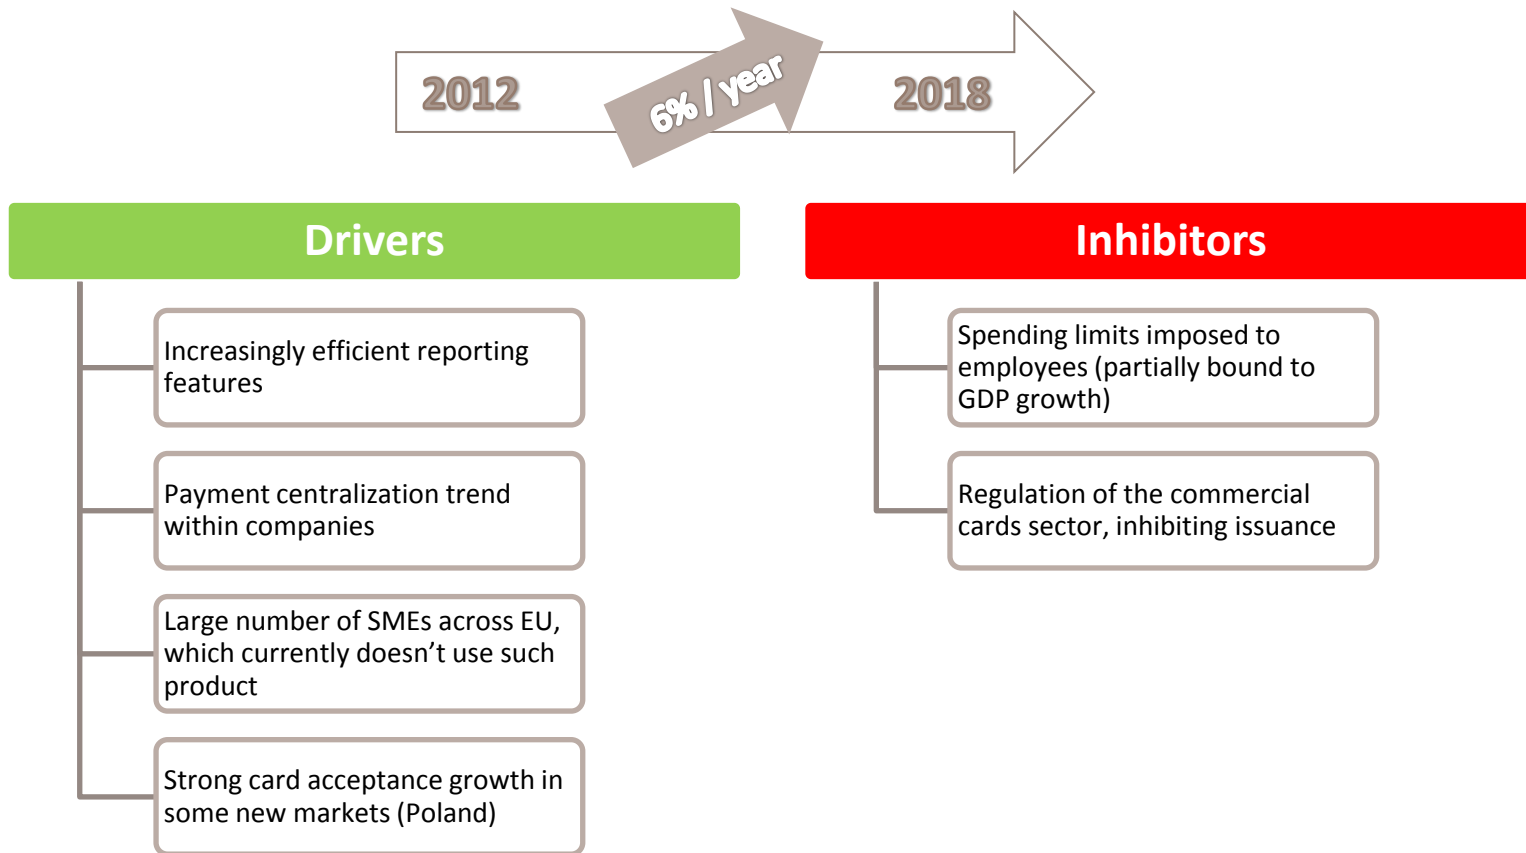 2012
6% / year
2018
Drivers
Increasingly efficient reporting
features
Payment centralization trend
within companies
Large number of SMEs across EU,
which currently doesn’t use such
product
Strong card acceptance growth in
some new markets (Poland)
Inhibitors
Spending limits imposed to
employees (partially bound to
GDP growth)
Regulation of the commercial
cards sector, inhibiting issuance